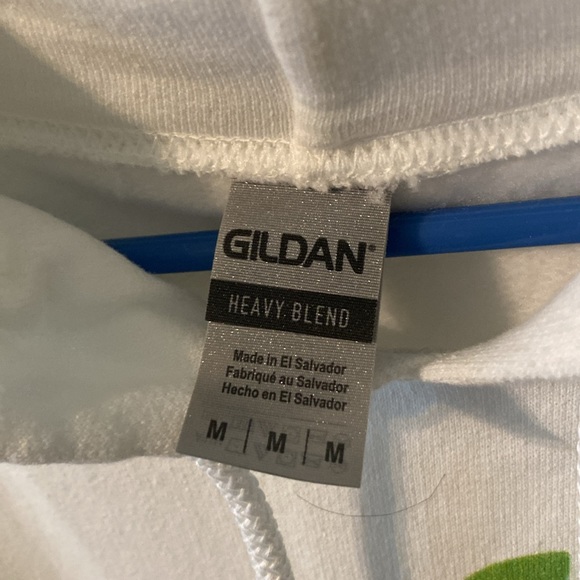 GILDAN®
HEAVY BLEND
Made in El Salvador
Fabriqué au Salvador
Hecho en El Salvador
M | M | M